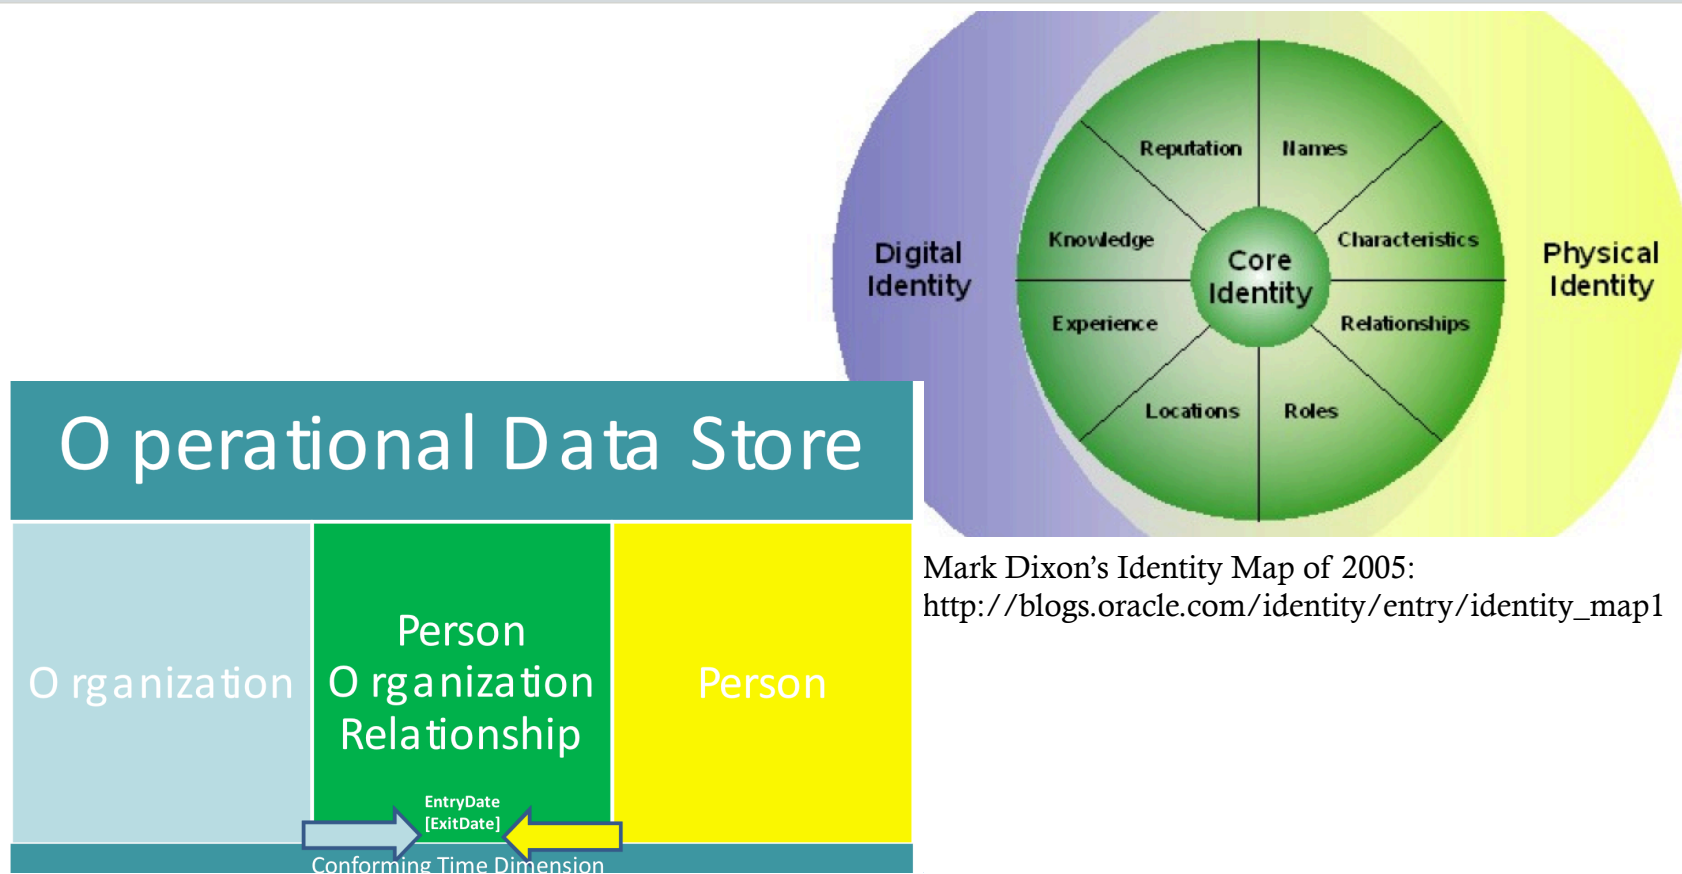 Reputation
Names
Knowledge
Characteristics
Digital
Identity
Core
Identity
Physical
Identity
Experience
Relationships
Locations
Roles
Operational Data Store
Organization
Person
Organization
Relationship
Person
EntryDate
[ExitDate]
Conforming Time Dimension
Mark Dixon’s Identity Map of 2005:
http://blogs.oracle.com/identity/entry/identity_map1